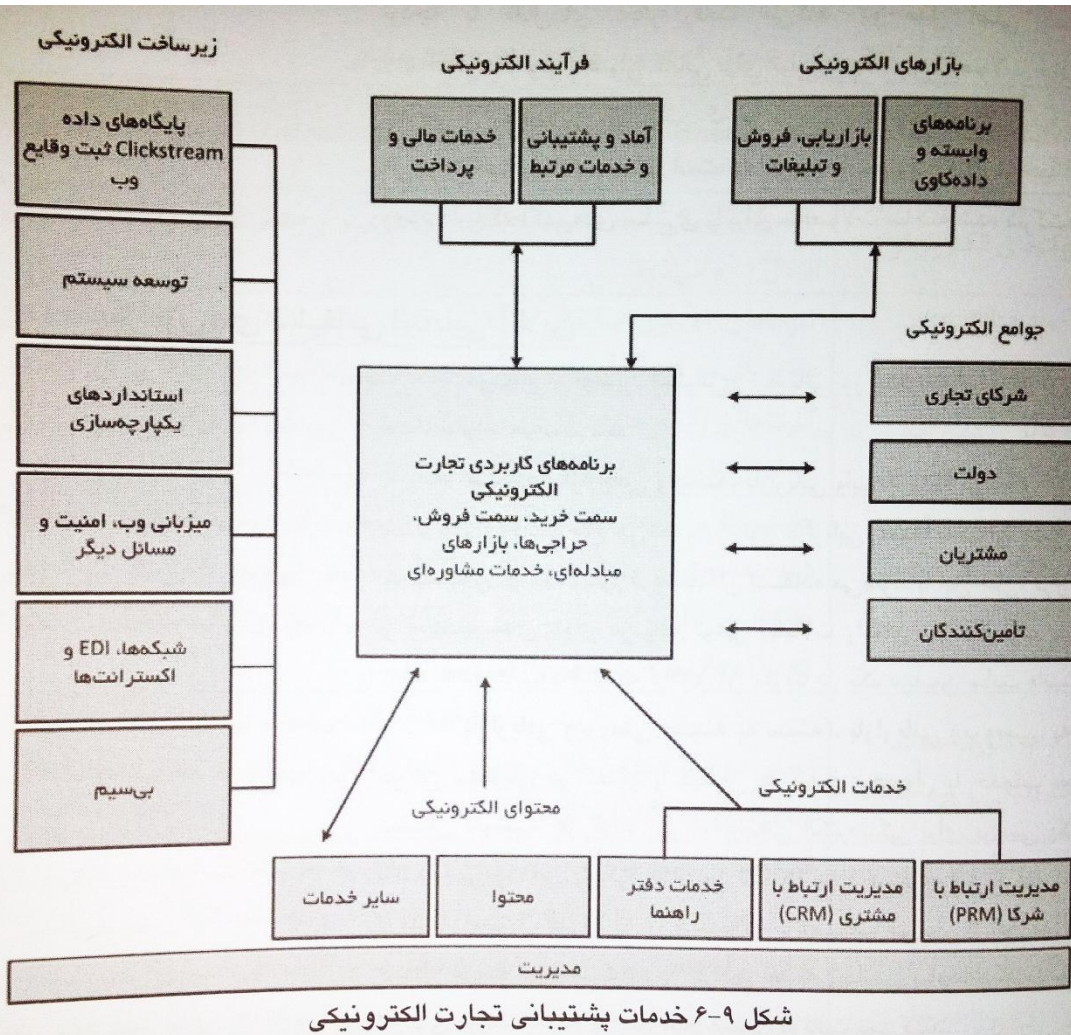 بازارهای الکترونیکی
برنامه‌های
وابسته و
داده‌کاوی
بازاریابی، فروش
و تبلیغات
فرآیند الکترونیکی
آماد و پشتیبانی
و خدمات مرتبط
خدمات مالی و
پرداخت
زیرساخت الکترونیکی
پایگاه‌های داده
Clickstream ثبت وقایع
وب
توسعه سیستم
استانداردهای
یکپارچه‌سازی
میزبانی وب، امنیت و
مسائل دیگر
شبکه‌ها، EDI و
اکسترانت‌ها
بی‌سیم
جوامع الکترونیکی
شرکای تجاری
دولت
مشتریان
تأمین‌کنندگان
برنامه‌های کاربردی تجارت
الکترونیکی
سمت خرید، سمت فروش،
حراجی‌ها، بازارهای
مبادله‌ای، خدمات مشاوره‌ای
خدمات الکترونیکی
محتوای الکترونیکی
مدیریت ارتباط با
شرکا (PRM)
مدیریت ارتباط با
مشتری (CRM)
خدمات دفتر
راهنما
محتوا
سایر خدمات
مدیریت
شکل ۹-۶ خدمات پشتیبانی تجارت الکترونیکی